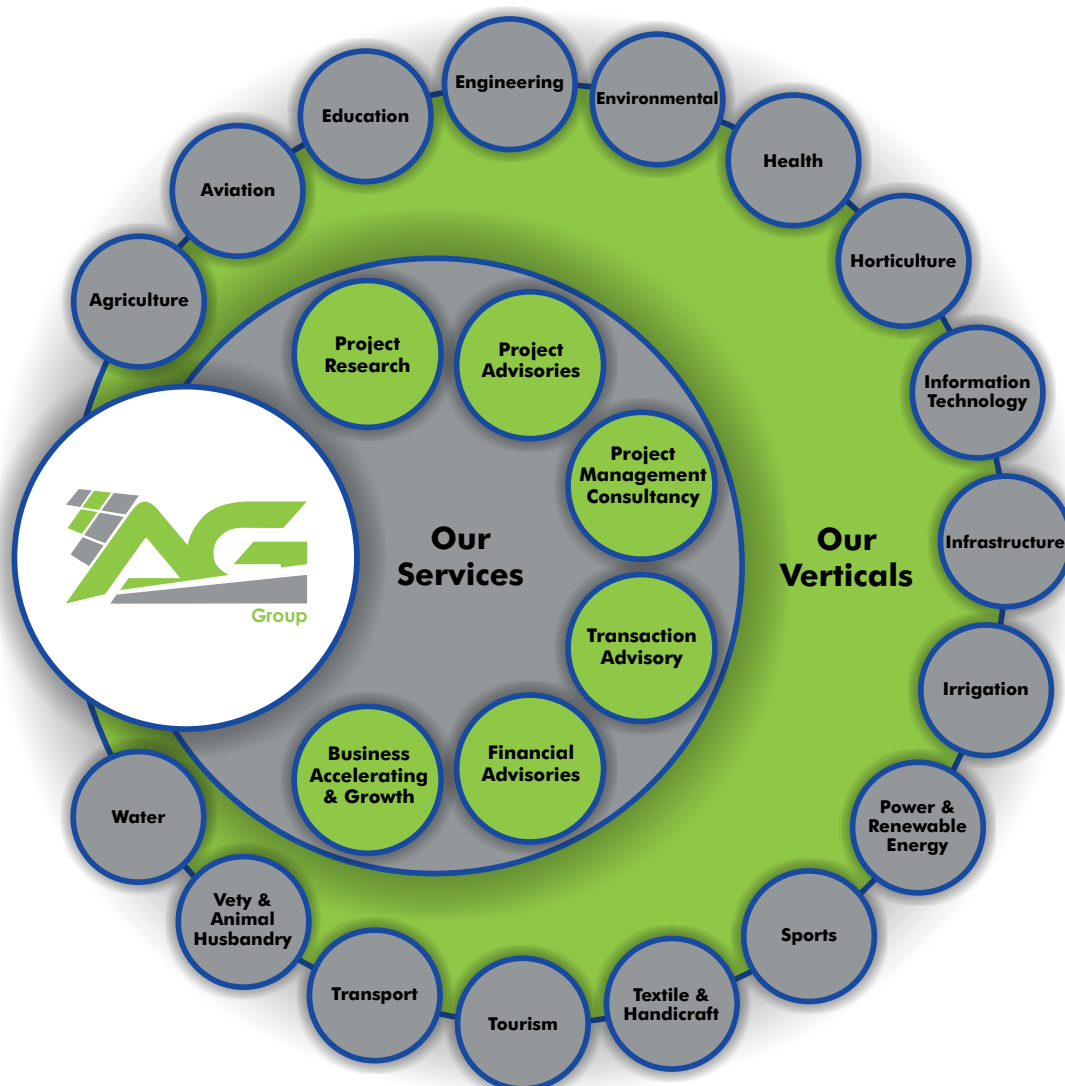 Engineering
Environmental
Education
Health
Aviation
Horticulture
Agriculture
Information
Technology
Infrastructure
Irrigation
Power &
Renewable
Energy
Sports
Textile &
Handicraft
Tourism
Transport
Vety &
Animal
Husbandry
Water
AG
Group
Our
Services
Project
Research
Project
Advisories
Project
Management
Consultancy
Transaction
Advisory
Financial
Advisories
Business
Accelerating
& Growth
Our
Verticals